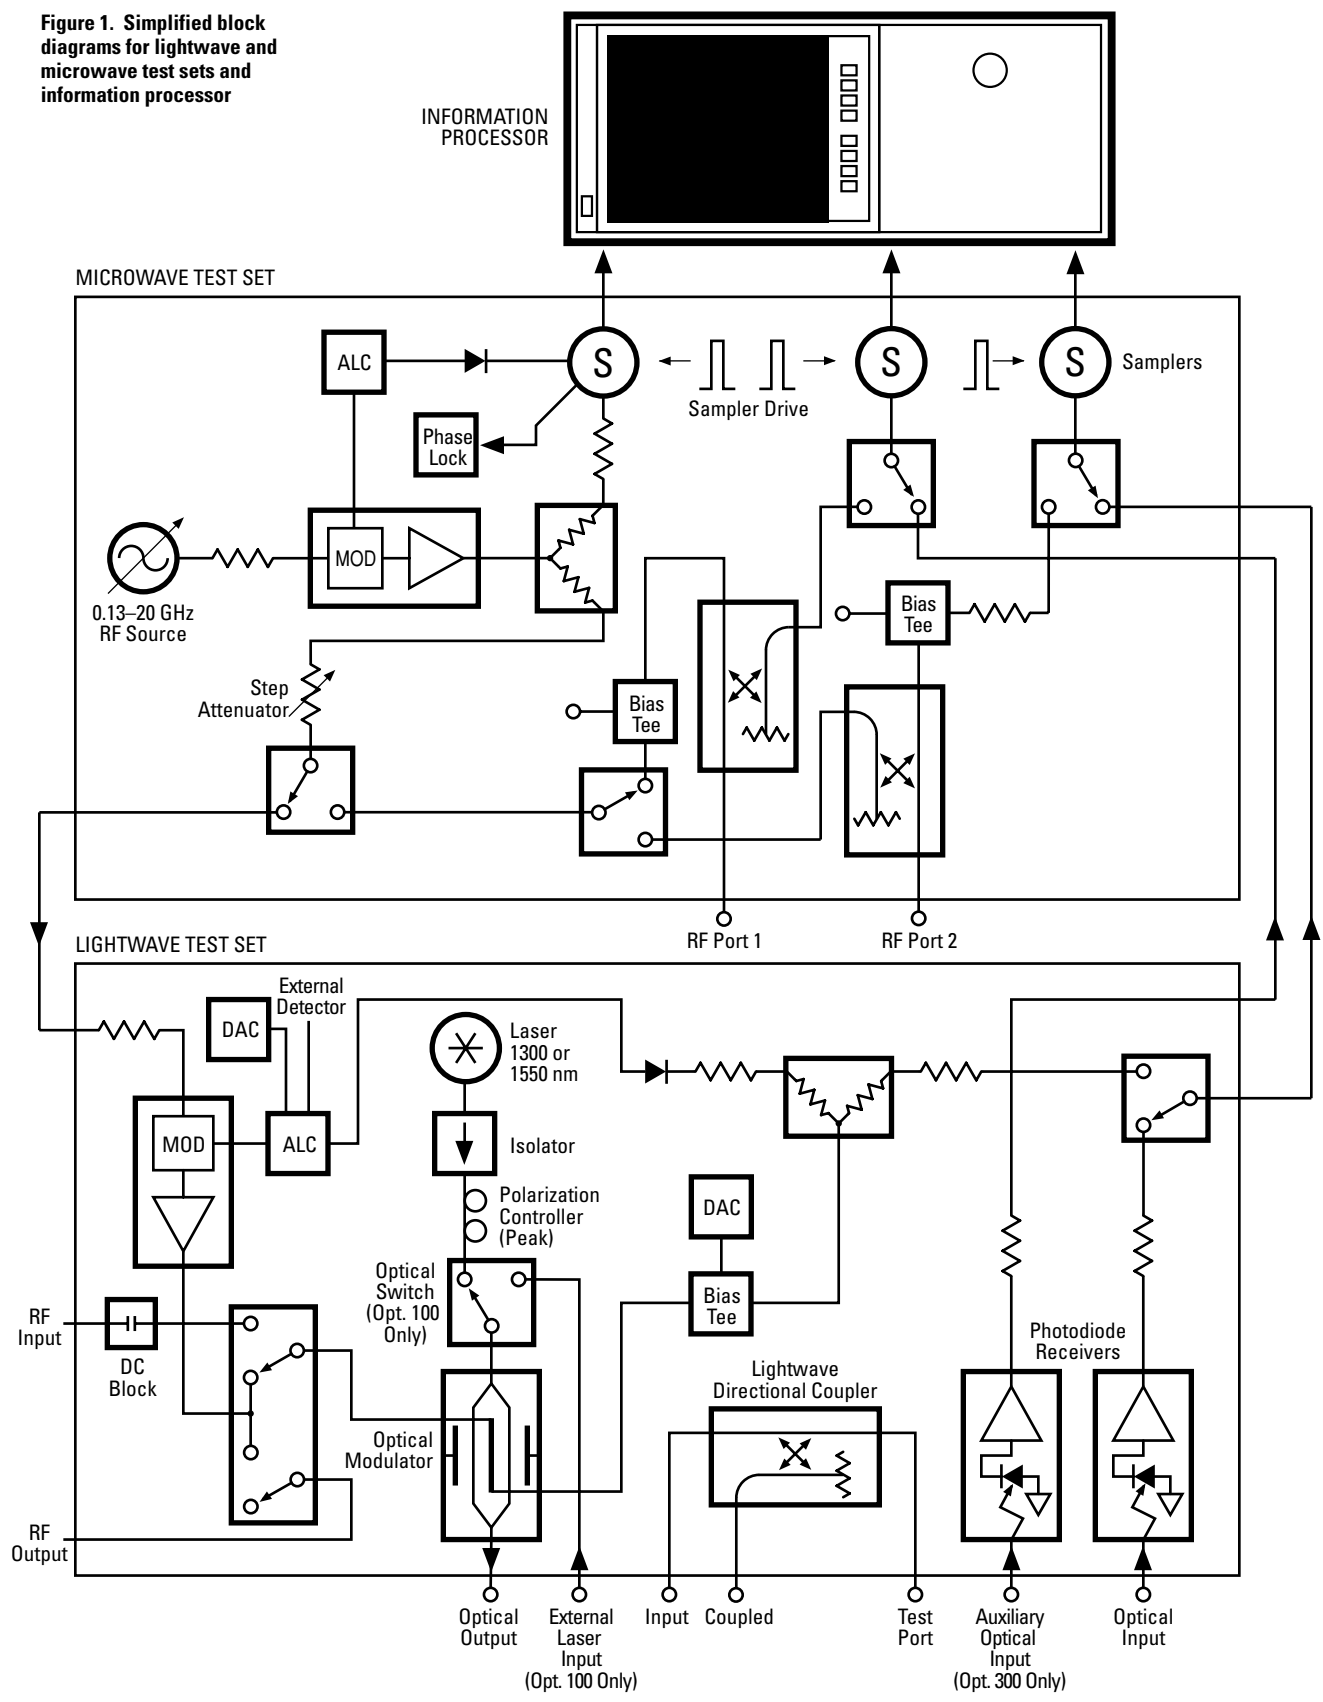 Figure 1.  Simplified block
diagrams for lightwave and
microwave test sets and
information processor
INFORMATION
PROCESSOR
MICROWAVE TEST SET
ALC
S
S
S
Samplers
Sampler Drive
Phase
Lock
MOD
0.13–20 GHz
RF Source
Bias
Tee
Step
Attenuator
Bias
Tee
RF Port 1
RF Port 2
LIGHTWAVE TEST SET
External
Detector
DAC
Laser
1300 or
1550 nm
MOD
ALC
Isolator
Polarization
Controller
(Peak)
DAC
Optical
Switch
(Opt. 100
Only)
Bias
Tee
RF
Input
DC
Block
Photodiode
Receivers
Lightwave
Directional Coupler
Optical
Modulator
RF
Output
Optical
Output
External
Laser
Input
(Opt. 100 Only)
Input
Coupled
Test
Port
Auxiliary
Optical
Input
(Opt. 300 Only)
Optical
Input